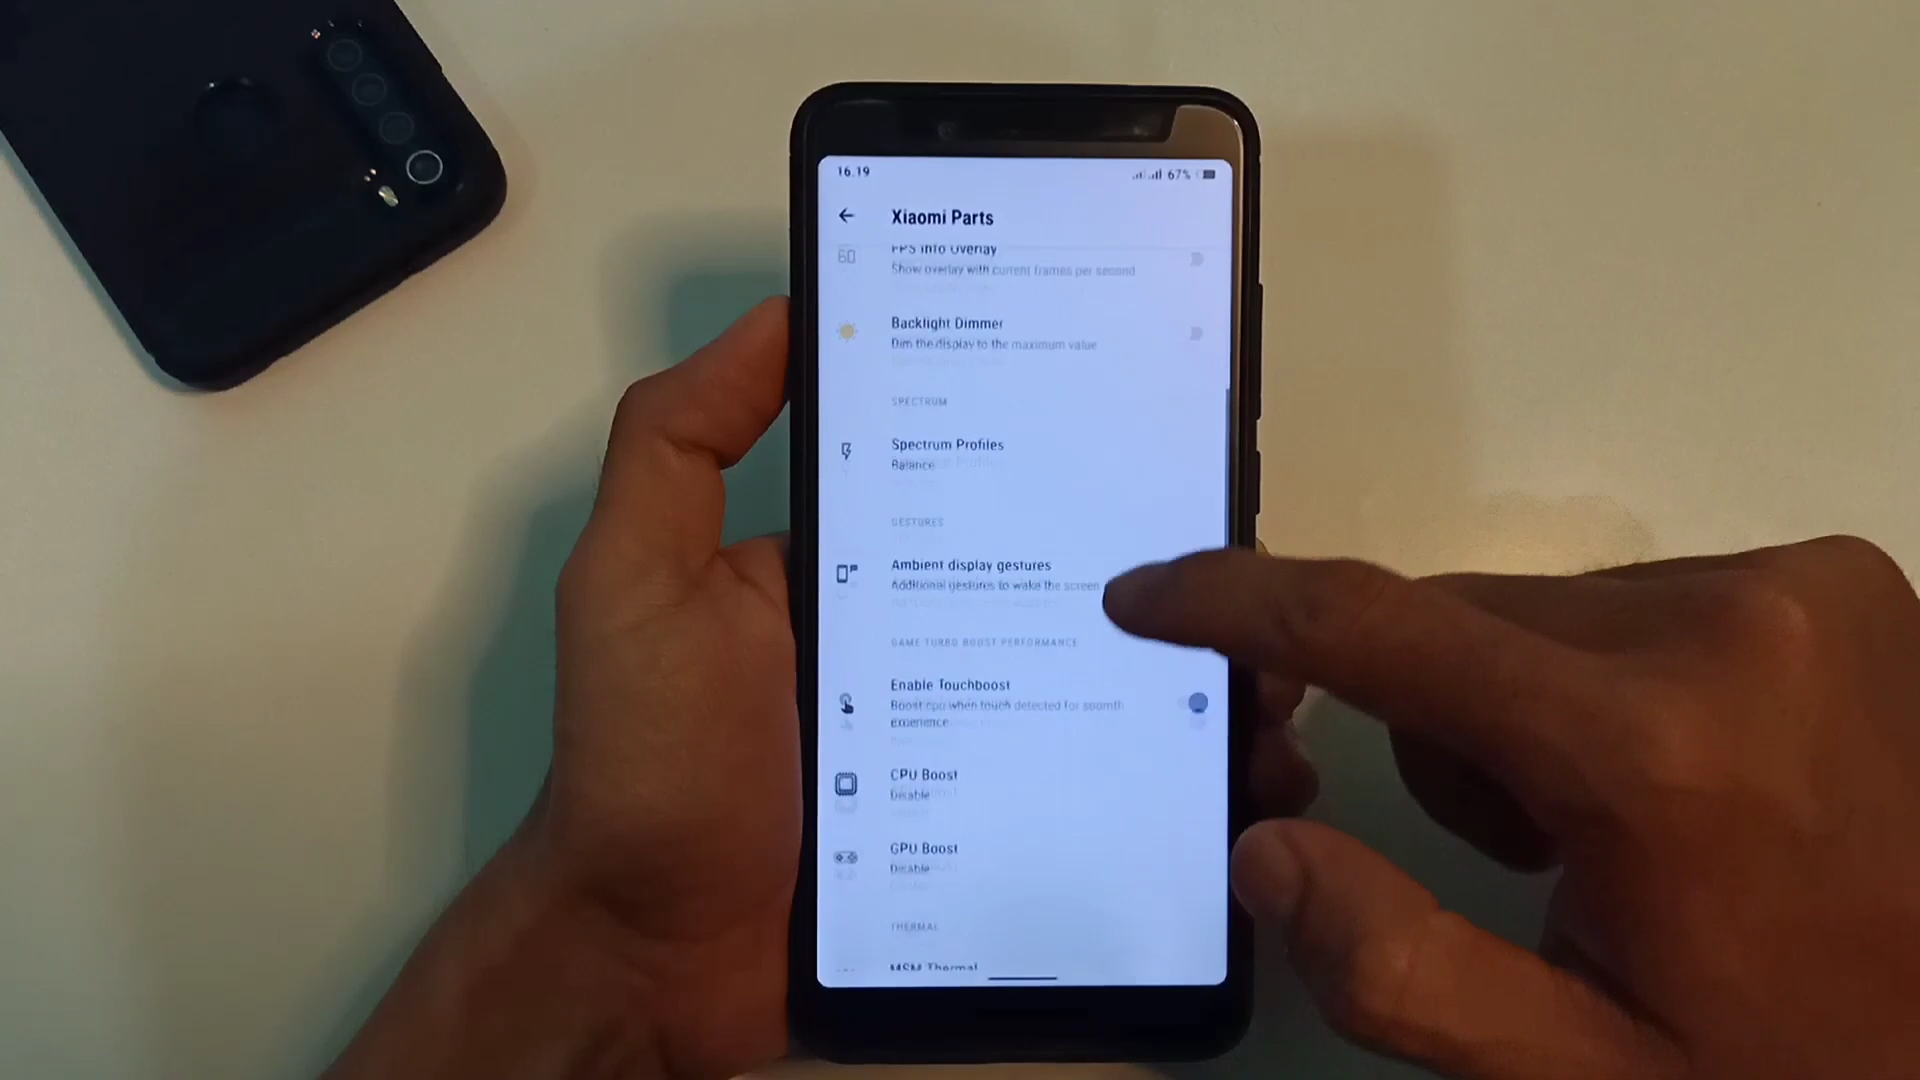 16.19
67%
Xiaomi Parts
60
FPS Info Overlay
Show overlay with current frames per second
Backlight Dimmer
Dim the display to the maximum value
SPECTRUM
Spectrum Profiles
Balance
GESTURES
Ambient display gestures
Additional gestures to wake the screen
GAME TURBO BOOST PERFORMANCE
Enable Touchboost
Boost cpu when touch detected for soomth
experience
CPU Boost
Disable
GPU Boost
Disable
THERMAL
MSM Thermal